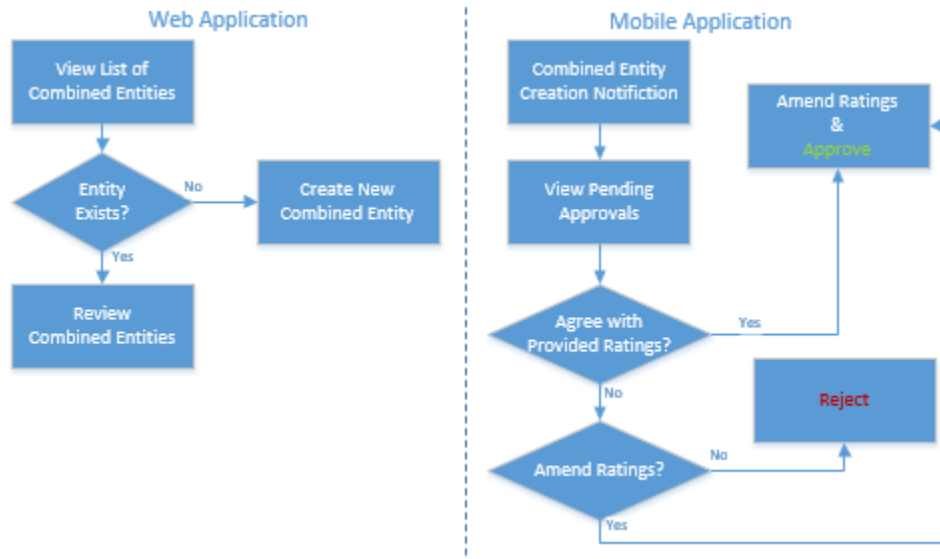 Web Application
View List of
Combined Entities
Entity
Exists?
No
Create New
Combined Entity
Yes
Review
Combined Entities
Mobile Application
Combined Entity
Creation Notifiction
View Pending
Approvals
Agree with
Provided Ratings?
Yes
Amend Ratings
&
Approve
No
Amend Ratings?
No
Reject
Yes